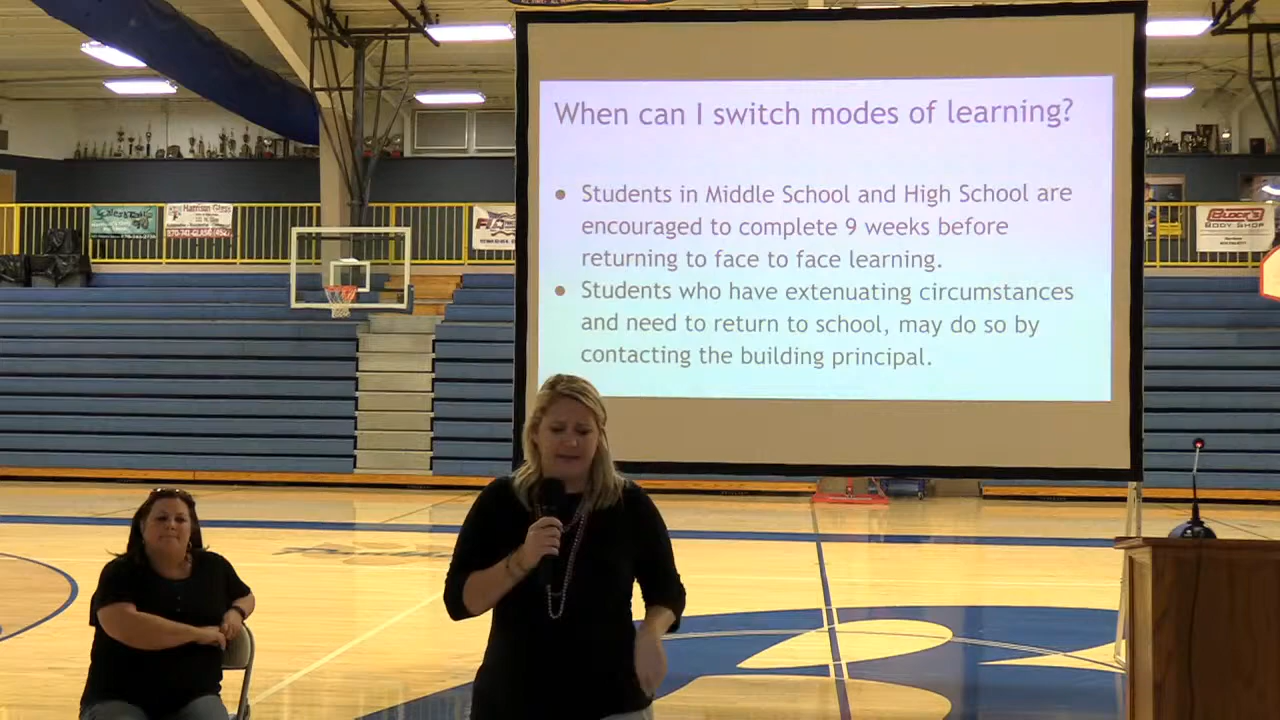 When can I switch modes of learning?
● Students in Middle School and High School are
encouraged to complete 9 weeks before
returning to face to face learning.
● Students who have extenuating circumstances
and need to return to school, may do so by
contacting the building principal.
Harrison Glass
BODY SHOP